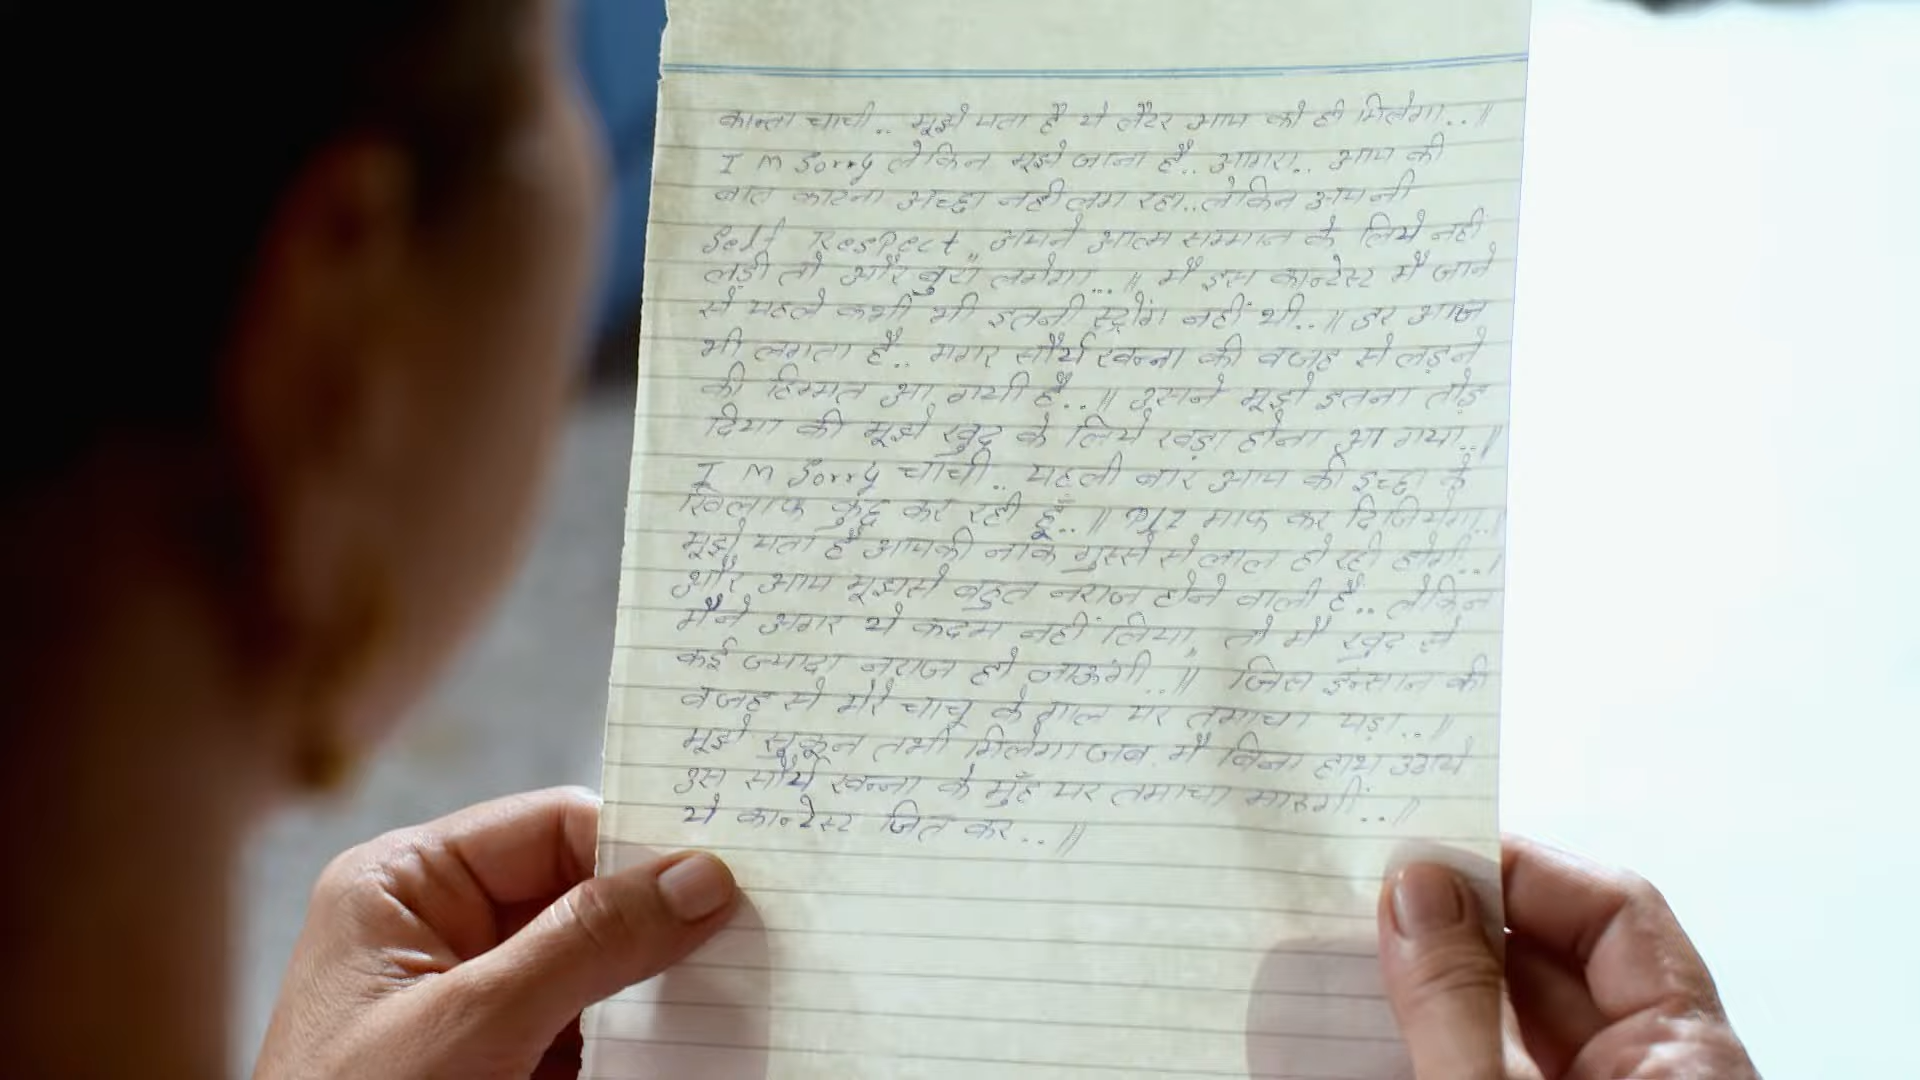 कान्ता चाची.. मूझे पता है ये लैटर आप को ही मिलेगा..॥
I m Sorry लेकिन मूझे जाना है.. आगरा.. आप की
बात काटना अच्छा नही लग रहा..लेकिन अपनी
Self Respect, अपने आत्म सम्मान के लिये नही
लड़ी तो और बुरा लगेगा...॥ मैं इस कान्टेस्ट मैं जाने
से पहले कभी भी इतनी स्ट्रोंग नहीं थी..॥ डर आज
भी लगता है.. मगर सौर्य खन्ना की वजह से लड़ने
की हिम्मत आ गयी है..॥ उसने मूझे इतना तोड़
दिया की मूझे खुद के लिये खड़ा होना आ गया..॥
I m Sorry चाची.. पहली बार आप की इच्छा के
खिलाफ कुछ कर रही हूँ..॥ माफ कर दिजियेगा..॥
मूझे पता है आपकी नाक गुस्से से लाल हो रही होगी..।
और आप मूझसे बहुत नराज होने वाली है.. लेकिन
मैंने अगर ये कदम नहीं लिया, तो मैं खुद से
कई ज्यादा नराज हो जाऊंगी..॥ जिस इन्सान की
वजह से मेरे चाचू के गाल पर तमाचा पड़ा..॥
मूझे सुकून तभी मिलेगा जब मैं बिना हाथ उठाये
उस सौर्य खन्ना के मुँह पर तमाचा मारूगीं..॥
ये कान्टेस्ट जित कर..॥